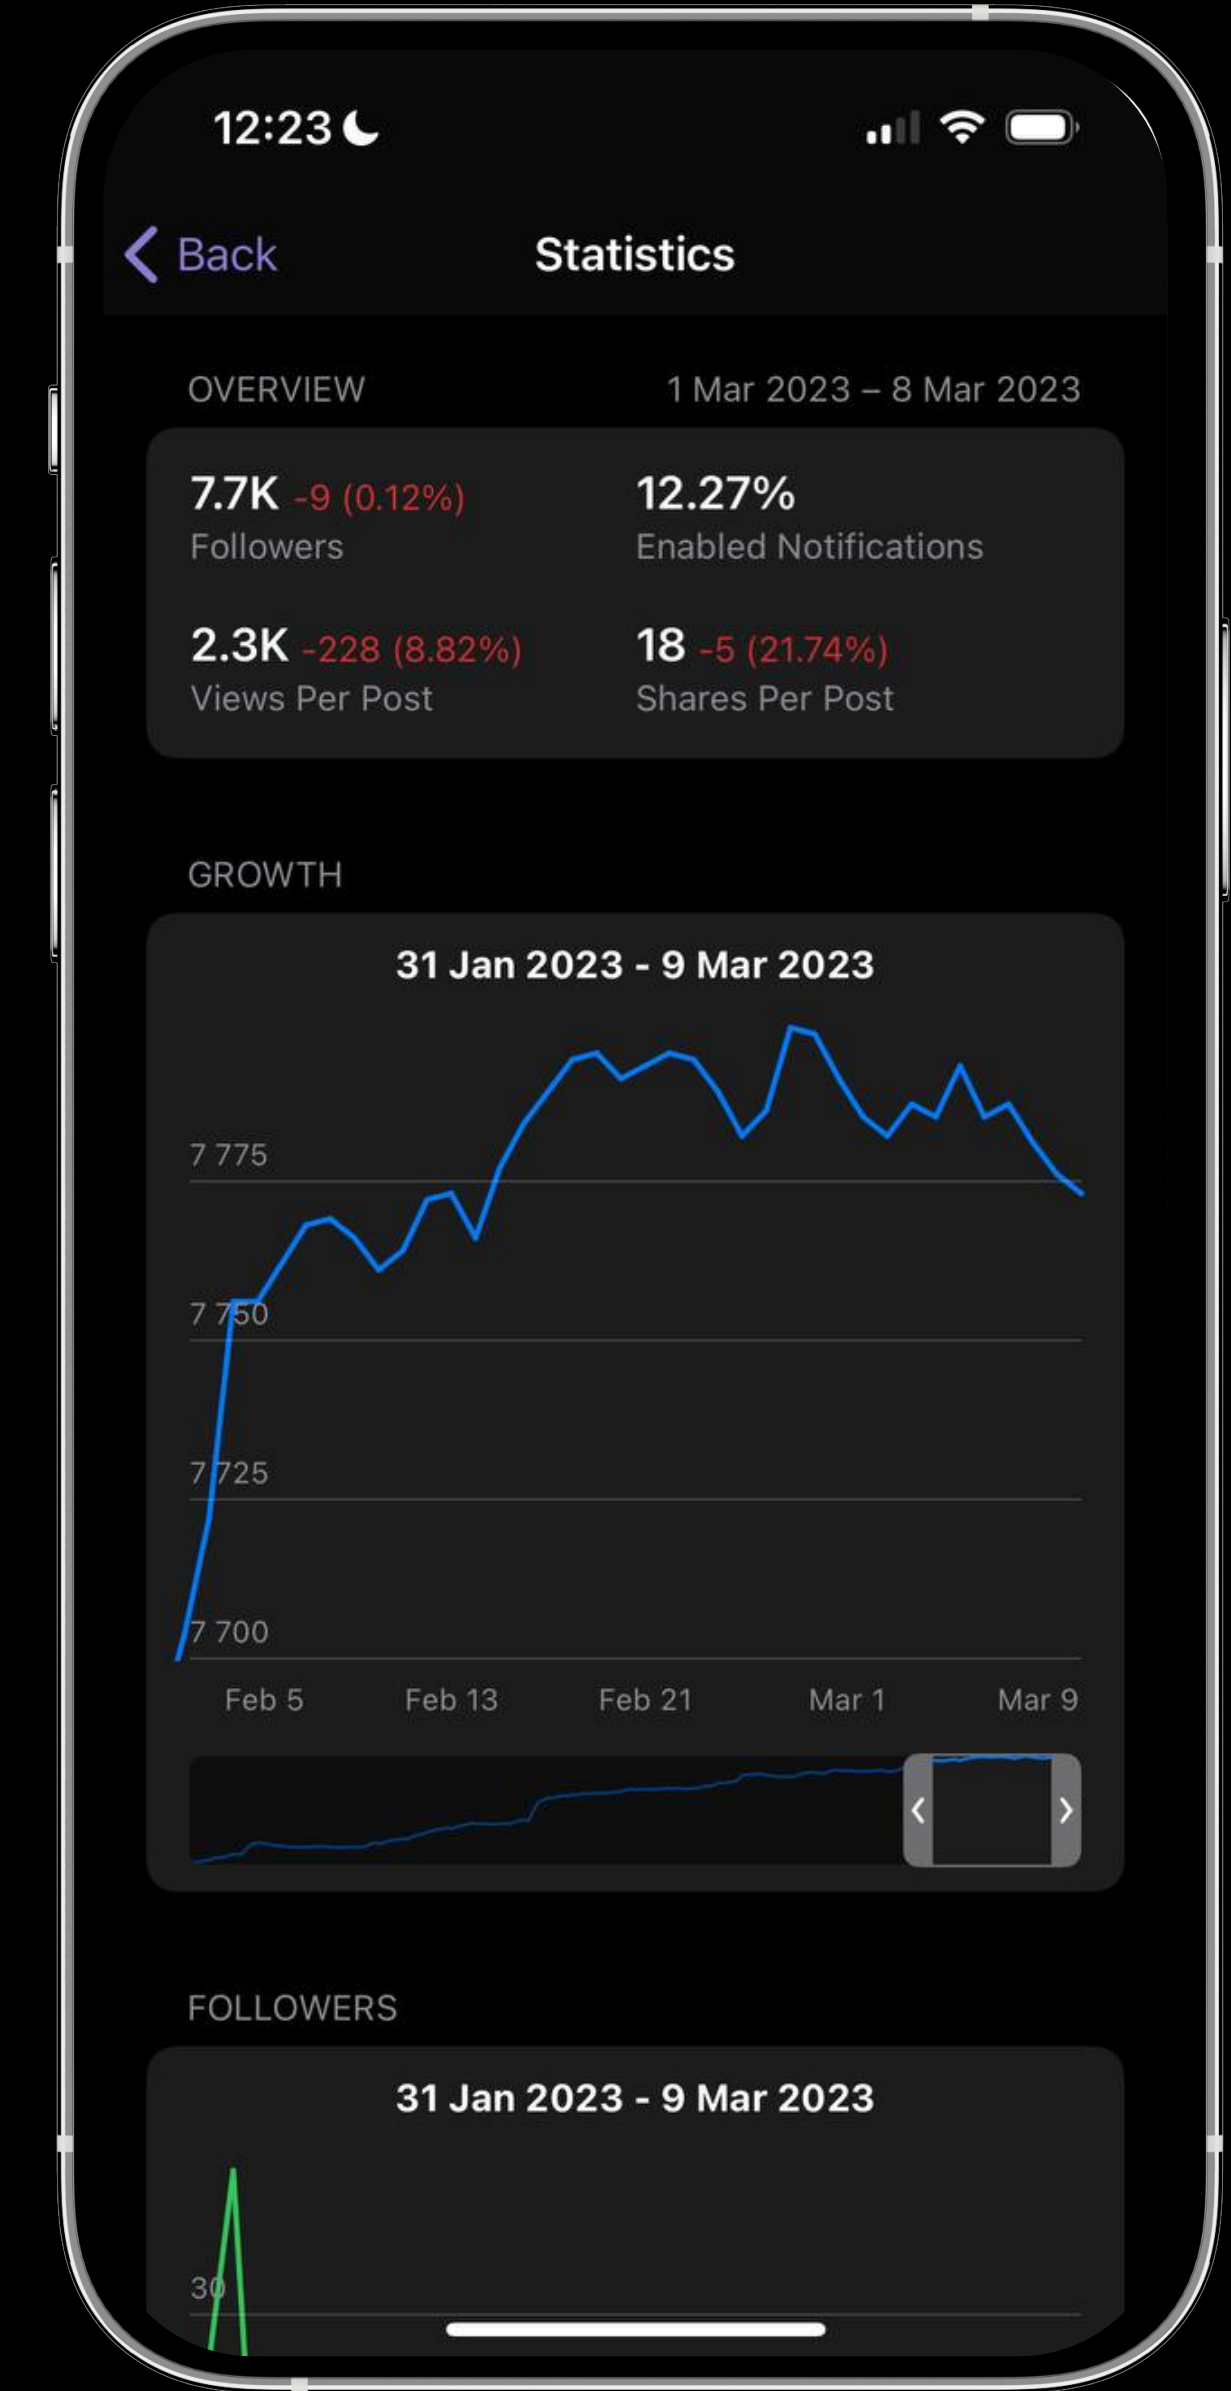 12:23
Back
Statistics
OVERVIEW
1 Mar 2023 – 8 Mar 2023
7.7K -9 (0.12%)
12.27%
Followers
Enabled Notifications
2.3K -228 (8.82%)
18 -5 (21.74%)
Views Per Post
Shares Per Post
GROWTH
31 Jan 2023 - 9 Mar 2023
7 775
7 750
7 725
7 700
Feb 5
Feb 13
Feb 21
Mar 1
Mar 9
FOLLOWERS
31 Jan 2023 - 9 Mar 2023
30